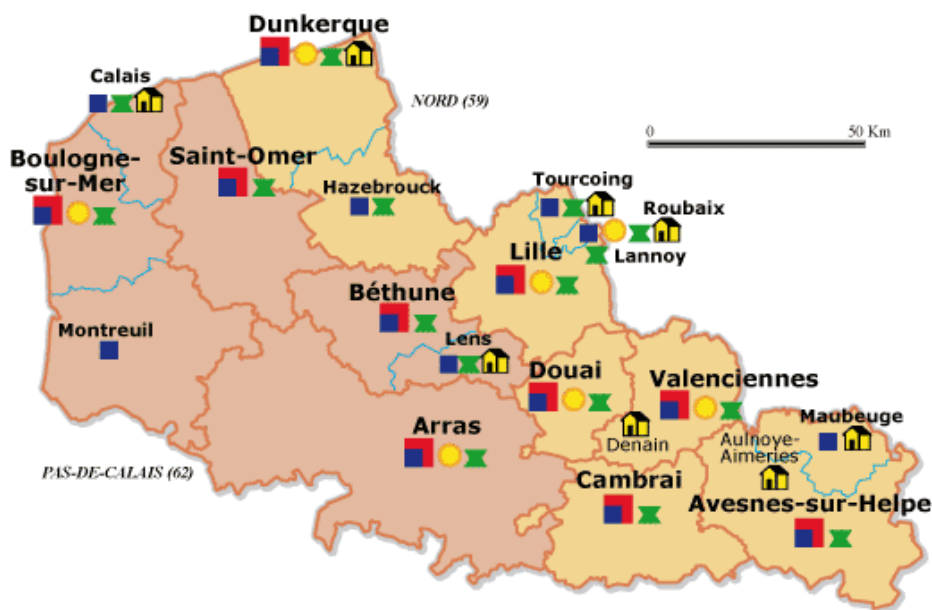 Dunkerque
Calais
NORD (59)
0 50 Km
Boulogne-
sur-Mer
Saint-Omer
Hazebrouck
Tourcoing
Roubaix
Lannoy
Lille
Béthune
Montreuil
Lens
Douai
Valenciennes
Arras
Denain
Maubeuge
Aulnoye-
Aimeries
PAS-DE-CALAIS (62)
Cambrai
Avesnes-sur-Helpe